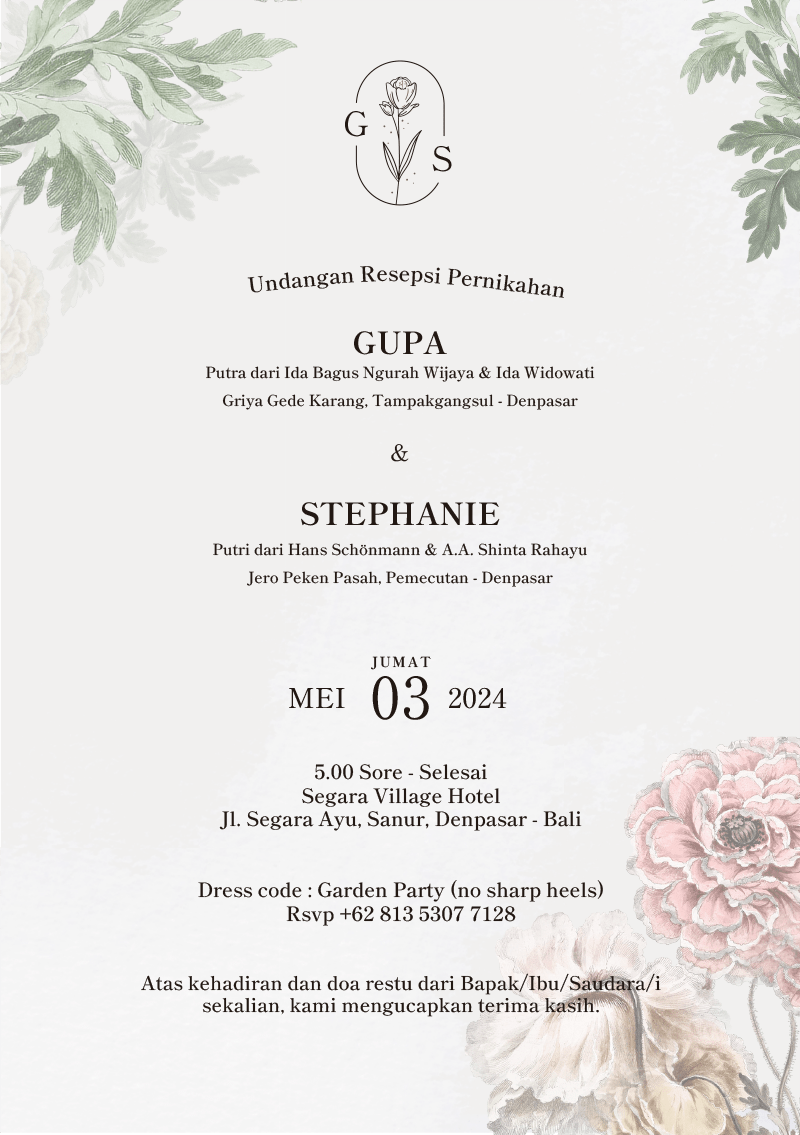 G
S
Undangan Resepsi Pernikahan
GUPA
Putra dari Ida Bagus Ngurah Wijaya & Ida Widowati
Griya Gede Karang, Tampakgangsul - Denpasar
&
STEPHANIE
Putri dari Hans Schönmann & A.A. Shinta Rahayu
Jero Peken Pasah, Pemecutan - Denpasar
JUMAT
MEI 03 2024
5.00 Sore - Selesai
Segara Village Hotel
Jl. Segara Ayu, Sanur, Denpasar - Bali
Dress code : Garden Party (no sharp heels)
Rsvp +62 813 5307 7128
Atas kehadiran dan doa restu dari Bapak/Ibu/Saudara/i
sekalian, kami mengucapkan terima kasih.